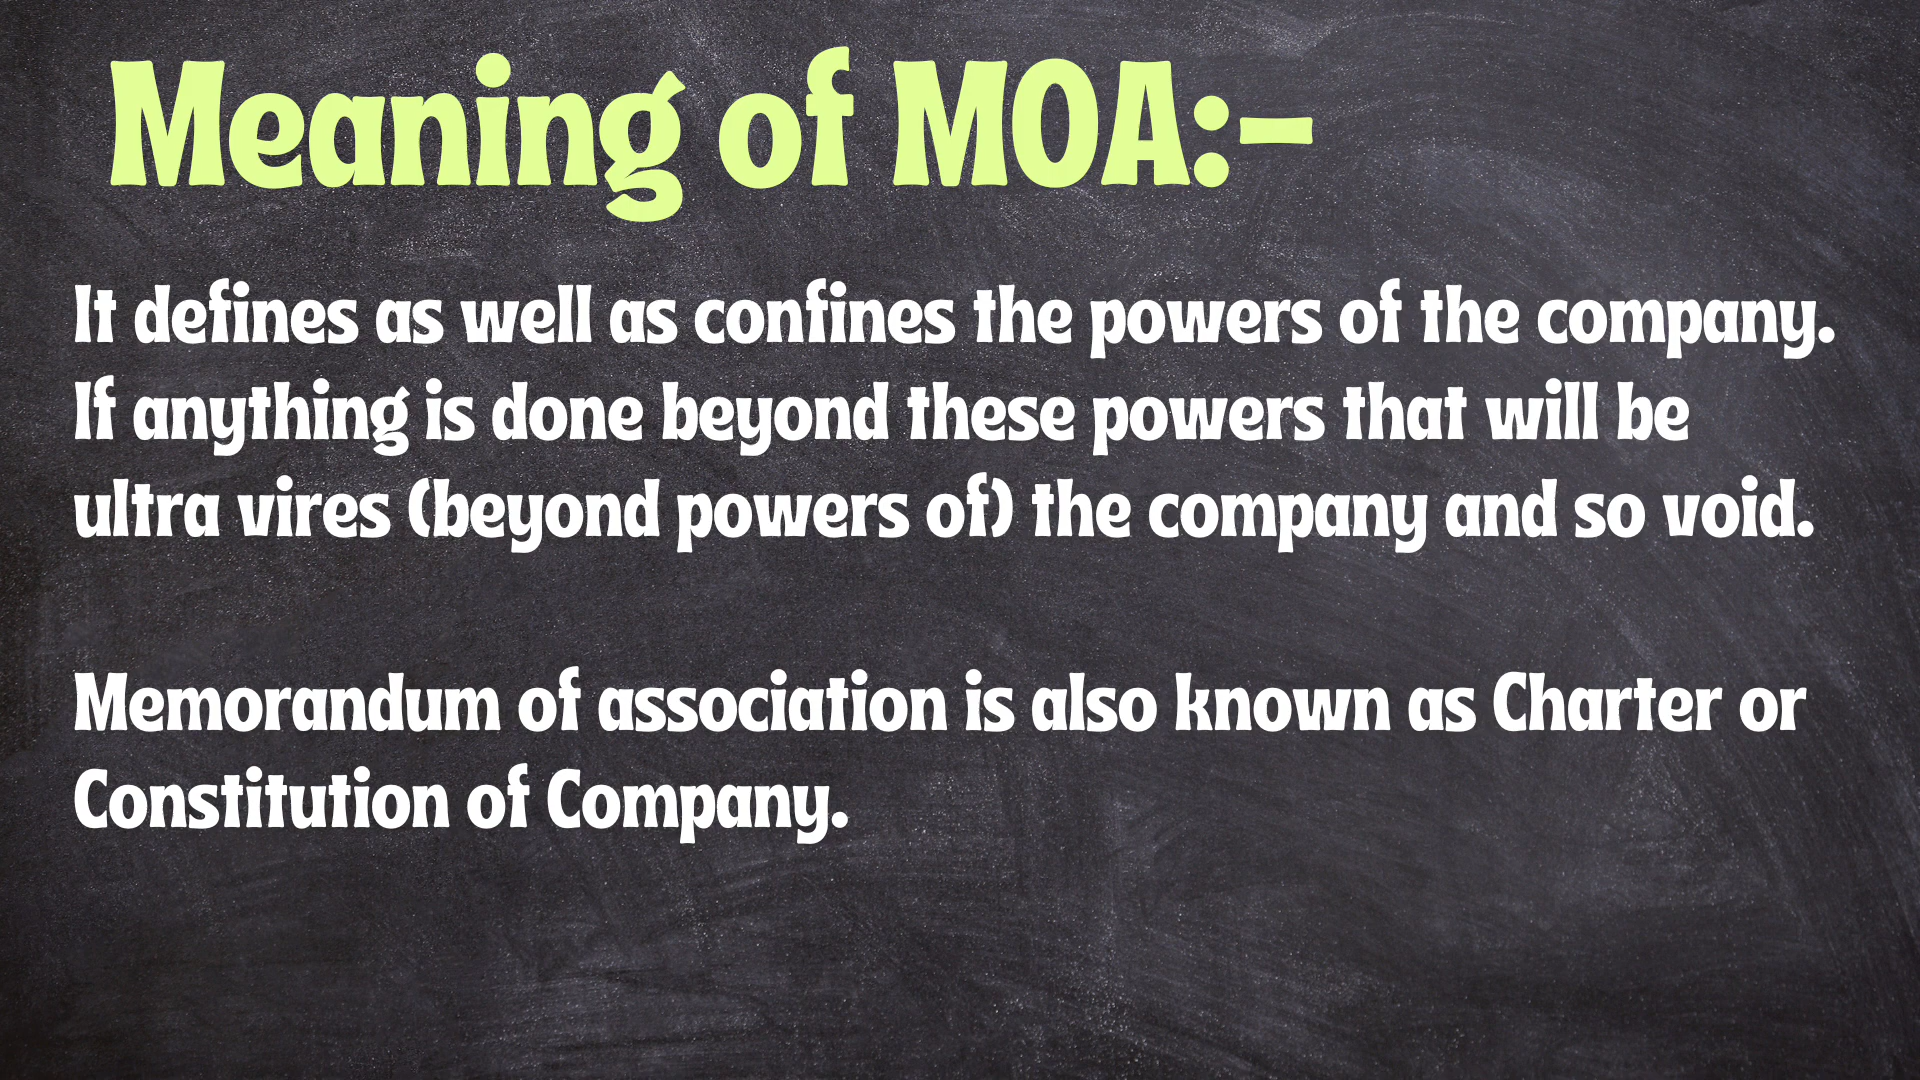 Meaning of MOA:-
It defines as well as confines the powers of the company.
If anything is done beyond these powers that will be
ultra vires (beyond powers of) the company and so void.
Memorandum of association is also known as Charter or
Constitution of Company.